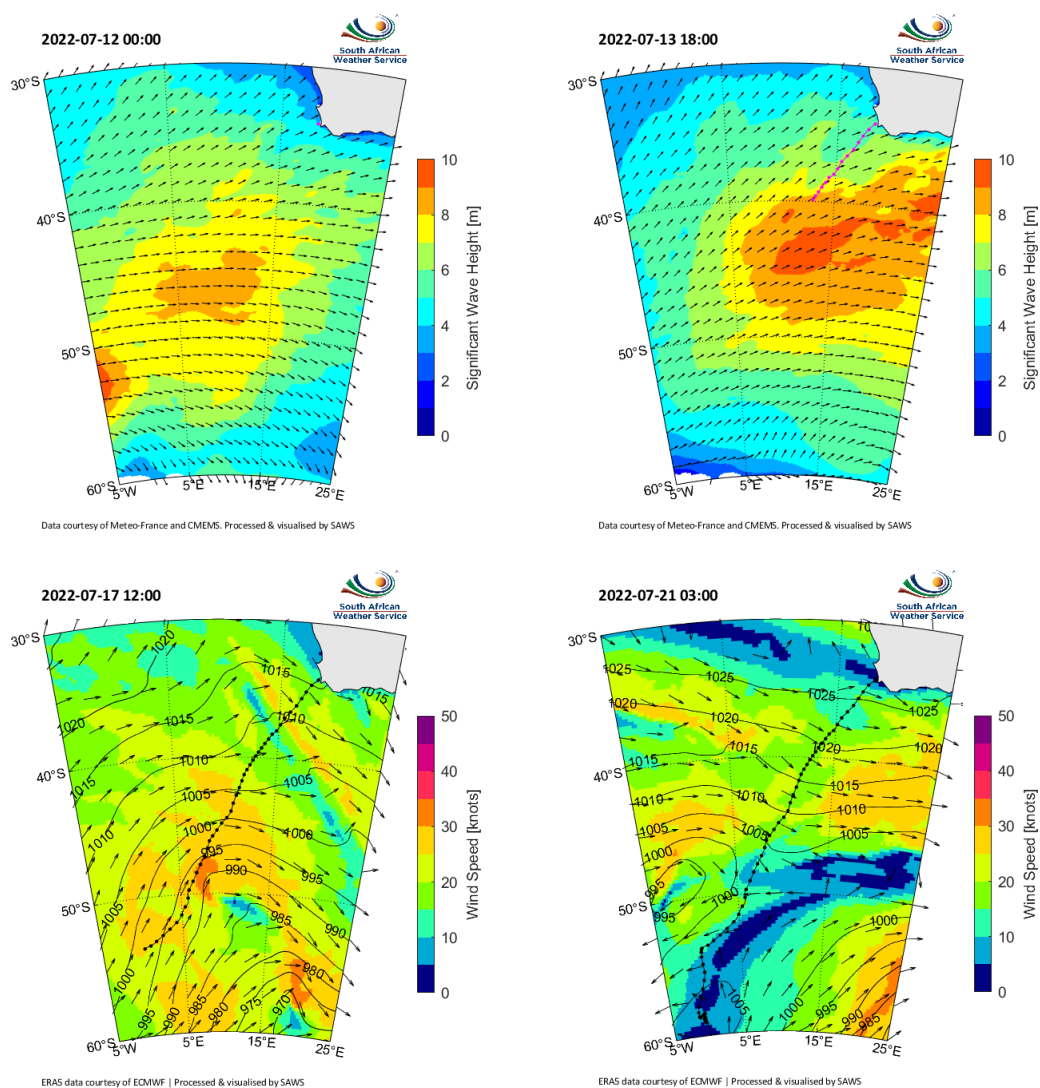 2022-07-12 00:00
South African
Weather Service
30°S
40°S
50°S
60°S
5°W
5°E
15°E
25°E
10
8
6
4
2
0
Significant Wave Height [m]
Data courtesy of Meteo-France and CMEMS. Processed & visualised by SAWS
2022-07-13 18:00
South African
Weather Service
30°S
40°S
50°S
60°S
5°W
5°E
15°E
25°E
10
8
6
4
2
0
Significant Wave Height [m]
Data courtesy of Meteo-France and CMEMS. Processed & visualised by SAWS
2022-07-17 12:00
South African
Weather Service
30°S
40°S
50°S
60°S
5°W
5°E
15°E
25°E
1020
1015
1015
1020
1015
1010
1010
1015
1005
1005
1010
1000
1000
995
990
995
1005
985
990
1000
980
985
995
990
980
975
970
50
40
30
20
10
0
Wind Speed [knots]
ERA5 data courtesy of ECMWF | Processed & visualised by SAWS
2022-07-21 03:00
South African
Weather Service
30°S
40°S
50°S
60°S
5°W
5°E
15°E
25°E
10
1025
1025
1025
1025
1020
1020
1020
1020
1015
1015
1010
1010
1010
1005
1005
1005
1000
995
1000
995
1000
1005
1000
990
985
50
40
30
20
10
0
Wind Speed [knots]
ERA5 data courtesy of ECMWF | Processed & visualised by SAWS